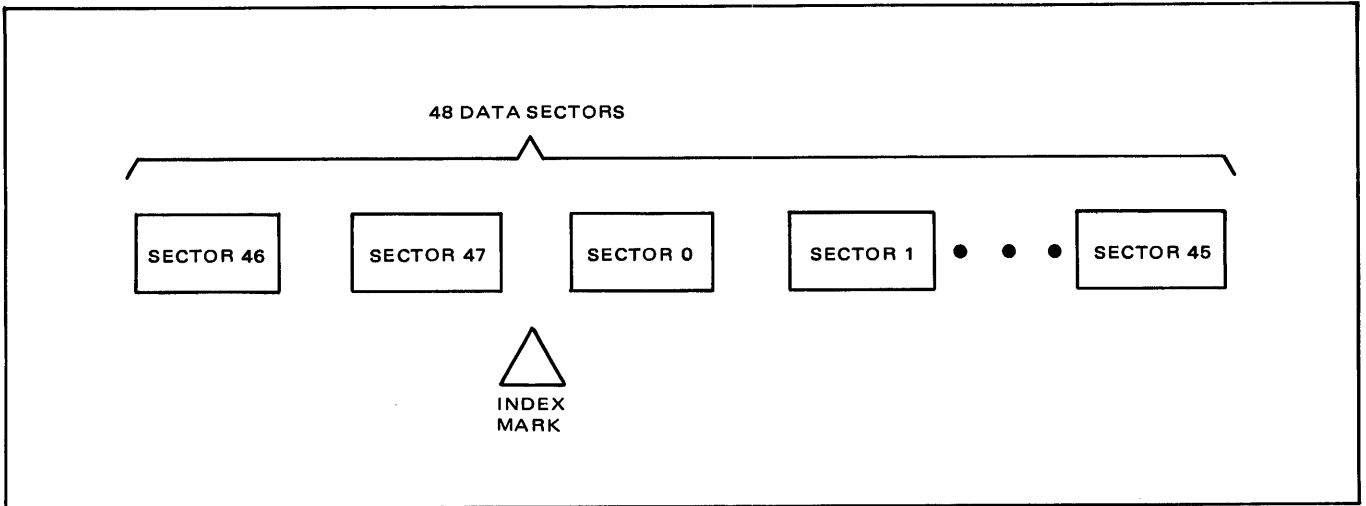 48 DATA SECTORS
SECTOR 46
SECTOR 47
SECTOR 0
SECTOR 1
SECTOR 45
INDEX
MARK